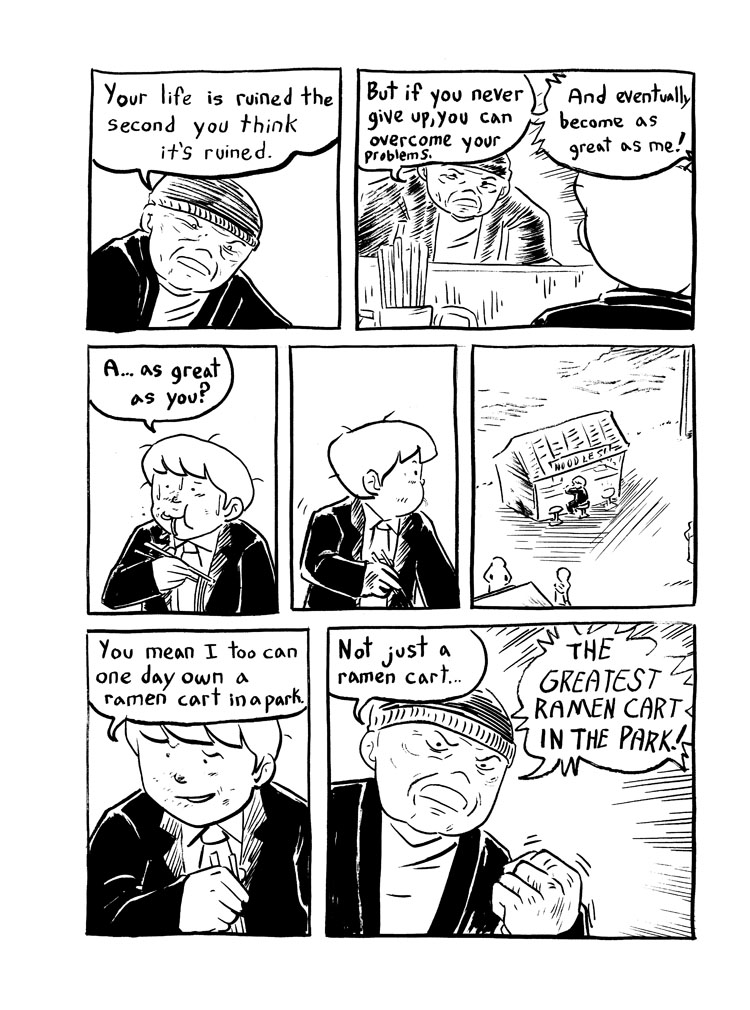 Your life is ruined the
second you think
it's ruined.
But if you never
give up, you can
overcome your
problems.
And eventually
become as
great as me!
A... as great
as you?
NOODLES!
You mean I too can
one day own a
ramen cart in a park.
Not just a
ramen cart...
THE
GREATEST
RAMEN CART
IN THE PARK!